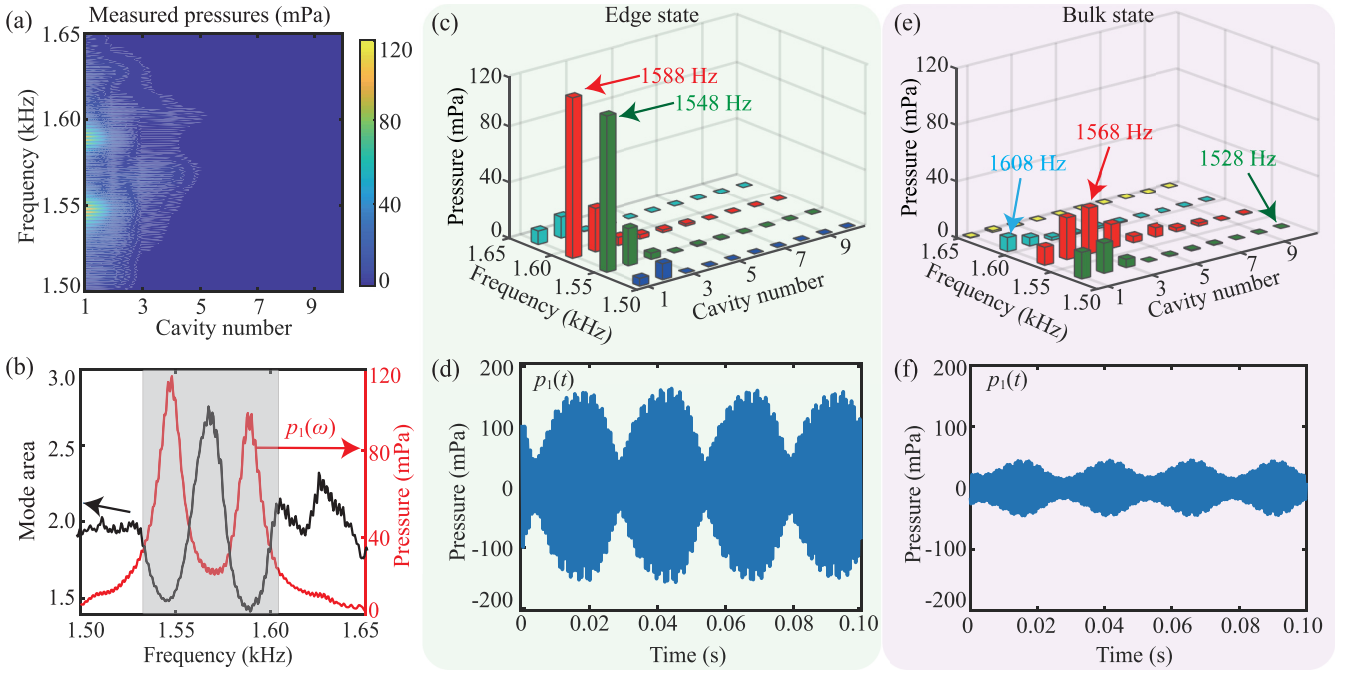 (a)
Measured pressures (mPa)
1.65
1.60
1.55
1.50
Frequency (kHz)
1
3
5
7
9
Cavity number
120
80
40
0
(b)
3.0
2.5
2.0
1.5
Mode area
1.50
1.55
1.60
1.65
Frequency (kHz)
120
80
40
0
Pressure (mPa)
p₁(ω)
(c)
Edge state
120
80
40
0
Pressure (mPa)
1588 Hz
1548 Hz
1.65
1.60
1.55
1.50
Frequency (kHz)
1
3
5
7
9
Cavity number
(d)
p₁(t)
200
100
0
-100
-200
Pressure (mPa)
0
0.02
0.04
0.06
0.08
0.10
Time (s)
(e)
Bulk state
120
80
40
0
Pressure (mPa)
1608 Hz
1568 Hz
1528 Hz
1.65
1.60
1.55
1.50
Frequency (kHz)
1
3
5
7
9
Cavity number
(f)
p₁(t)
200
100
0
-100
-200
Pressure (mPa)
0
0.02
0.04
0.06
0.08
0.10
Time (s)